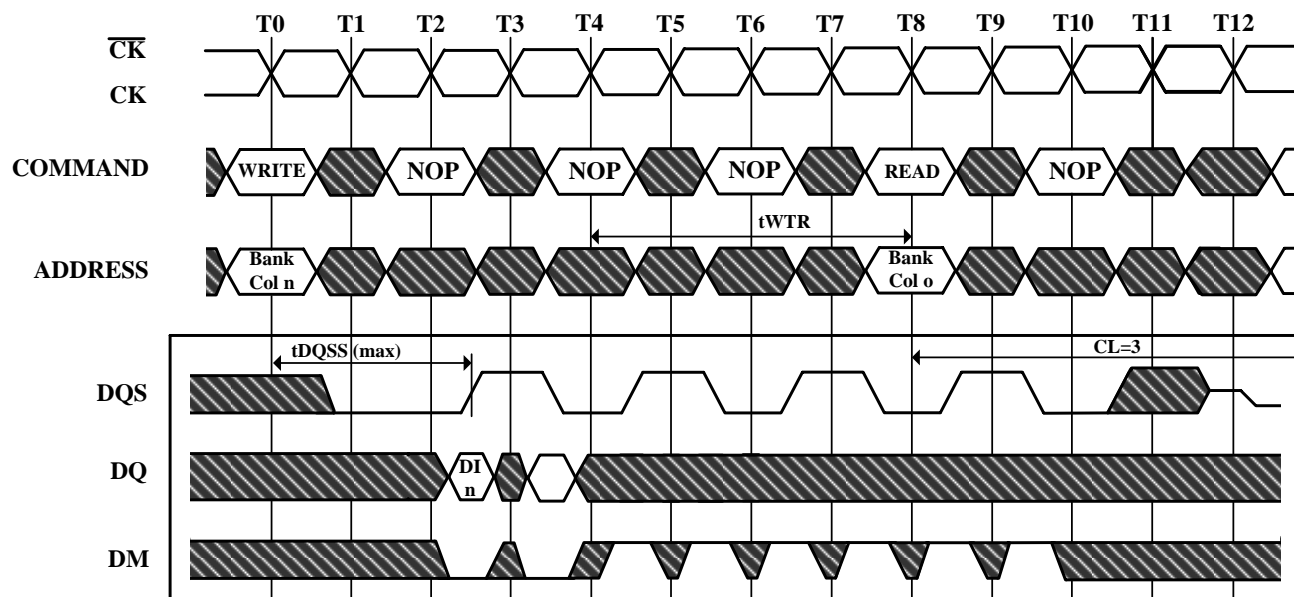 T0 T1 T2 T3 T4 T5 T6 T7 T8 T9 T10 T11 T12
CK
CK
COMMAND WRITE NOP NOP NOP READ NOP
tWTR
ADDRESS Bank Col n Bank Col o
tDQSS (max) CL=3
DQS
DQ DI n
DM